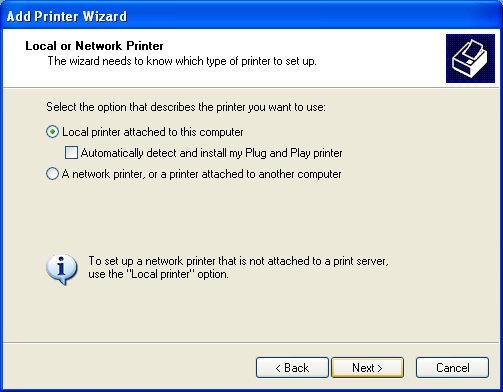 Add Printer Wizard
Local or Network Printer
The wizard needs to know which type of printer to set up.
Select the option that describes the printer you want to use:
Local printer attached to this computer
Automatically detect and install my Plug and Play printer
A network printer, or a printer attached to another computer
To set up a network printer that is not attached to a print server,
use the "Local printer" option.
< Back Next > Cancel